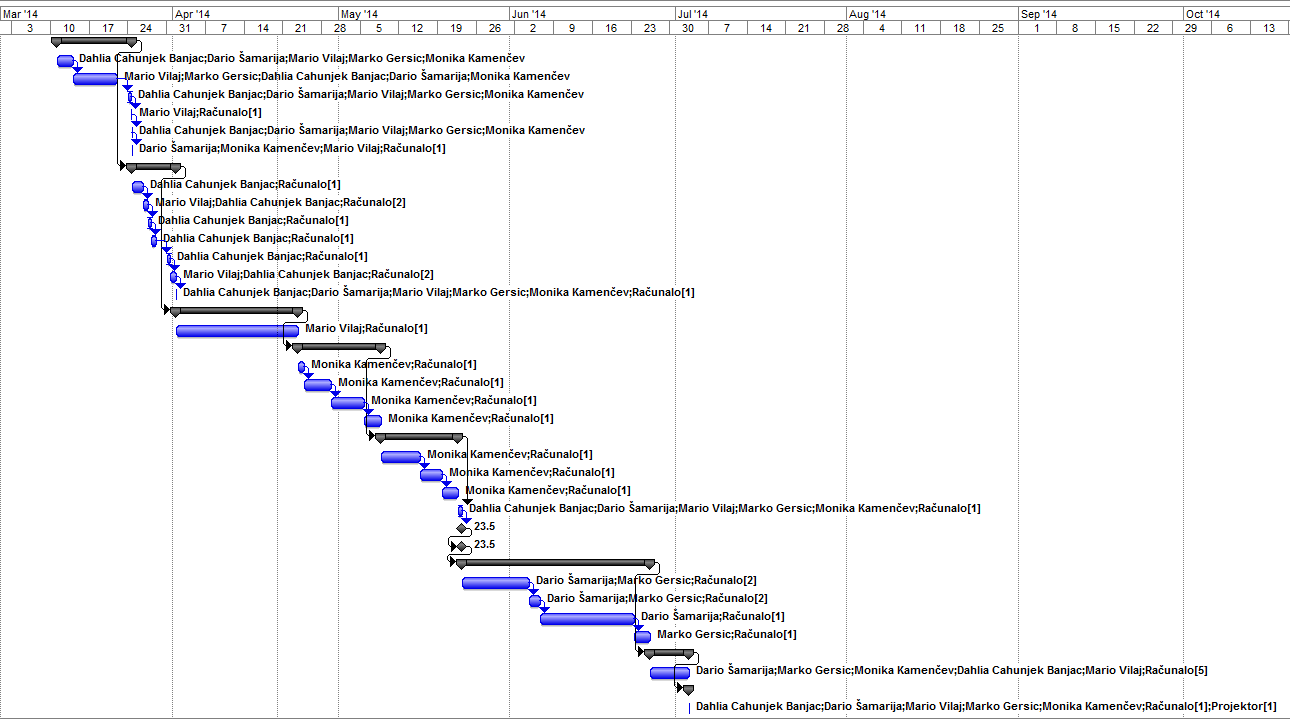 Mar '14 Apr '14 May '14 Jun '14 Jul '14 Aug '14 Sep '14 Oct '14
3 10 17 24 31 7 14 21 28 5 12 19 26 2 9 16 23 30 7 14 21 28 4 11 18 25 1 8 15 22 29 6 13
Dahlia Cahunjek Banjac;Dario Šamarija;Mario Vilaj;Marko Gersic;Monika Kamenčev
Mario Vilaj;Marko Gersic;Dahlia Cahunjek Banjac;Dario Šamarija;Monika Kamenčev
Dahlia Cahunjek Banjac;Dario Šamarija;Mario Vilaj;Marko Gersic;Monika Kamenčev
Mario Vilaj;Računalo[1]
Dahlia Cahunjek Banjac;Dario Šamarija;Mario Vilaj;Marko Gersic;Monika Kamenčev
Dario Šamarija;Monika Kamenčev;Mario Vilaj;Računalo[1]
Dahlia Cahunjek Banjac;Računalo[1]
Mario Vilaj;Dahlia Cahunjek Banjac;Računalo[2]
Dahlia Cahunjek Banjac;Računalo[1]
Dahlia Cahunjek Banjac;Računalo[1]
Dahlia Cahunjek Banjac;Računalo[1]
Mario Vilaj;Dahlia Cahunjek Banjac;Računalo[2]
Dahlia Cahunjek Banjac;Dario Šamarija;Mario Vilaj;Marko Gersic;Monika Kamenčev;Računalo[1]
Mario Vilaj;Računalo[1]
Monika Kamenčev;Računalo[1]
Monika Kamenčev;Računalo[1]
Monika Kamenčev;Računalo[1]
Monika Kamenčev;Računalo[1]
Monika Kamenčev;Računalo[1]
Monika Kamenčev;Računalo[1]
Monika Kamenčev;Računalo[1]
Dahlia Cahunjek Banjac;Dario Šamarija;Mario Vilaj;Marko Gersic;Monika Kamenčev;Računalo[1]
23.5
23.5
Dario Šamarija;Marko Gersic;Računalo[2]
Dario Šamarija;Marko Gersic;Računalo[2]
Dario Šamarija;Računalo[1]
Marko Gersic;Računalo[1]
Dario Šamarija;Marko Gersic;Monika Kamenčev;Dahlia Cahunjek Banjac;Mario Vilaj;Računalo[5]
Dahlia Cahunjek Banjac;Dario Šamarija;Mario Vilaj;Marko Gersic;Monika Kamenčev;Računalo[1];Projektor[1]